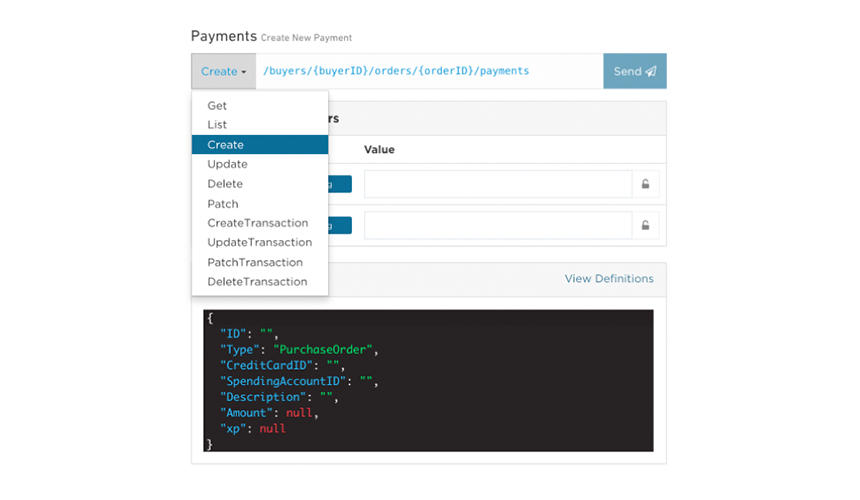 Payments Create New Payment
Create /buyers/{buyerID}/orders/{orderID}/payments Send
Get
List
Create
Update
Delete
Patch
CreateTransaction
UpdateTransaction
PatchTransaction
DeleteTransaction
rs
Value
g
g
View Definitions
{
"ID": "",
"Type": "PurchaseOrder",
"CreditCardID": "",
"SpendingAccountID": "",
"Description": "",
"Amount": null,
"xp": null
}